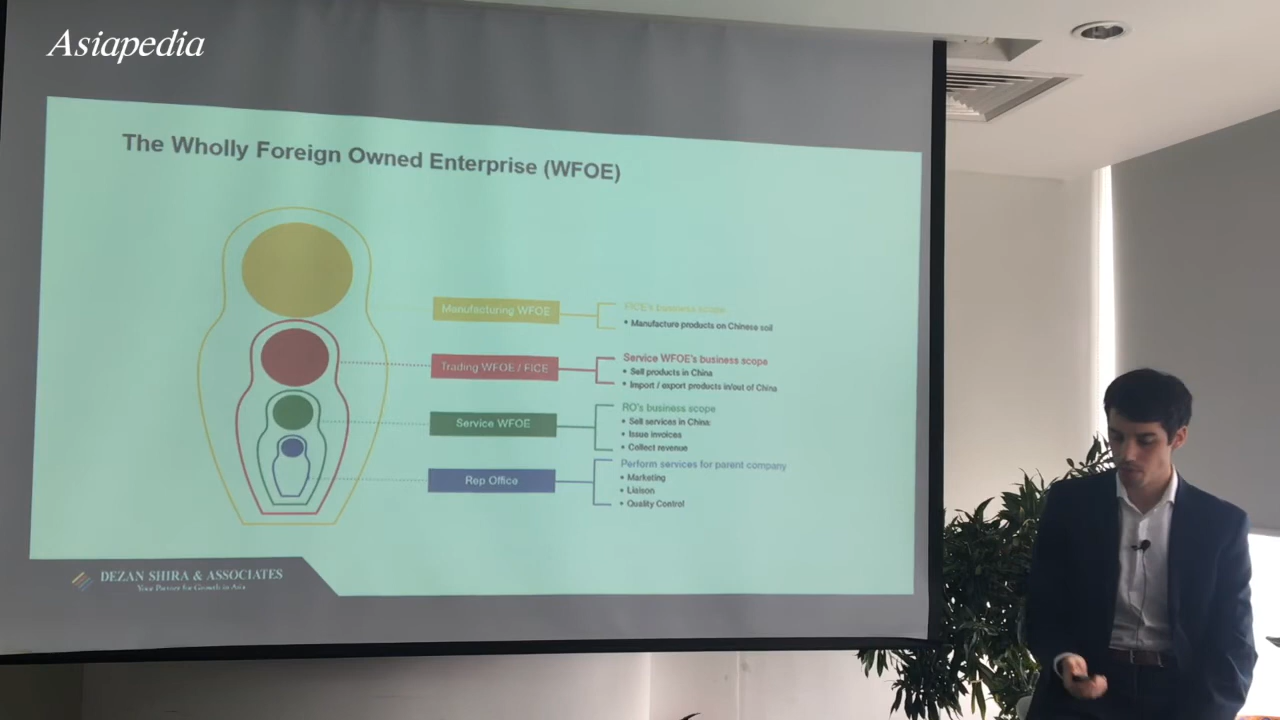 Asiapedia
The Wholly Foreign Owned Enterprise (WFOE)
Manufacturing WFOE
FICE's business scope
• Manufacture products on Chinese soil
Trading WFOE / FICE
Service WFOE's business scope
• Sell products in China
• Import / export products in/out of China
Service WFOE
RO's business scope
• Sell services in China
• Issue invoices
• Collect revenue
Rep Office
Perform services for parent company
• Marketing
• Liaison
• Quality Control
DEZAN SHIRA & ASSOCIATES
Your Partner for Growth in Asia